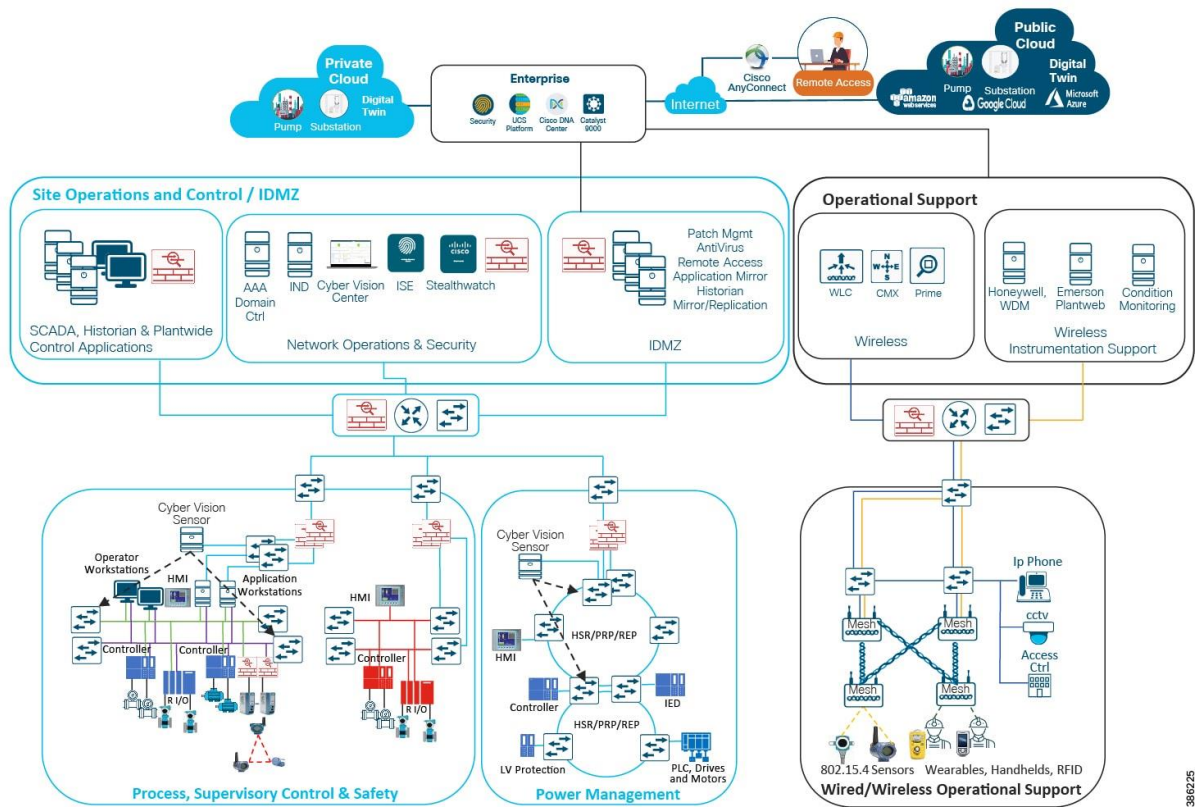 Private
Cloud
Digital
Twin
Pump
Substation
Enterprise
Security
UCS
Platform
Cisco DNA
Center
Catalyst
9000
Internet
Cisco
AnyConnect
Remote Access
Public
Cloud
Digital
Twin
Pump
Substation
amazon
webservices
Google Cloud
Microsoft
Azure
Site Operations and Control / IDMZ
SCADA, Historian & Plantwide
Control Applications
AAA
Domain
Ctrl
IND
Cyber Vision
Center
ISE
CISCO
Stealthwatch
Network Operations & Security
Patch Mgmt
AntiVirus
Remote Access
Application Mirror
Historian
Mirror/Replication
IDMZ
Operational Support
WLC
N
W E
S
CMX
Prime
Wireless
Honeywell,
WDM
Emerson
Plantweb
Condition
Monitoring
Wireless
Instrumentation Support
Cyber Vision
Sensor
Operator
Workstations
HMI
Application
Workstations
Controller
Controller
R I/O
HMI
Controller
R I/O
Process, Supervisory Control & Safety
Cyber Vision
Sensor
HSR/PRP/REP
HMI
Controller
IED
HSR/PRP/REP
LV Protection
PLC, Drives
and Motors
Power Management
Ip Phone
cctv
Access
Ctrl
Mesh
Mesh
Mesh
Mesh
802.15.4 Sensors
Wearables, Handhelds, RFID
Wired/Wireless Operational Support
386225